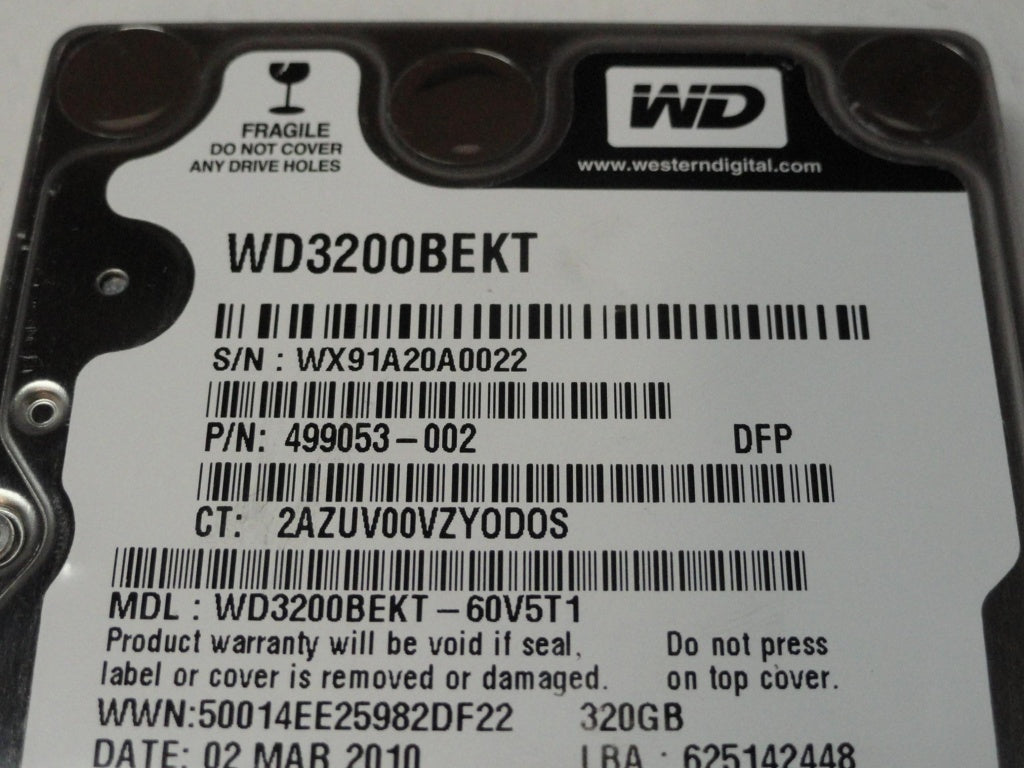 FRAGILE
DO NOT COVER
ANY DRIVE HOLES
WD
www.westerndigital.com
WD3200BEKT
S/N : WX91A20A0022
P/N: 499053-002 DFP
CT: 2AZUV00VZYODOS
MDL : WD3200BEKT-60V5T1
Product warranty will be void if seal, Do not press
label or cover is removed or damaged. on top cover.
WWN:50014EE25982DF22 320GB
DATE: 02 MAR 2010 LBA : 625142448